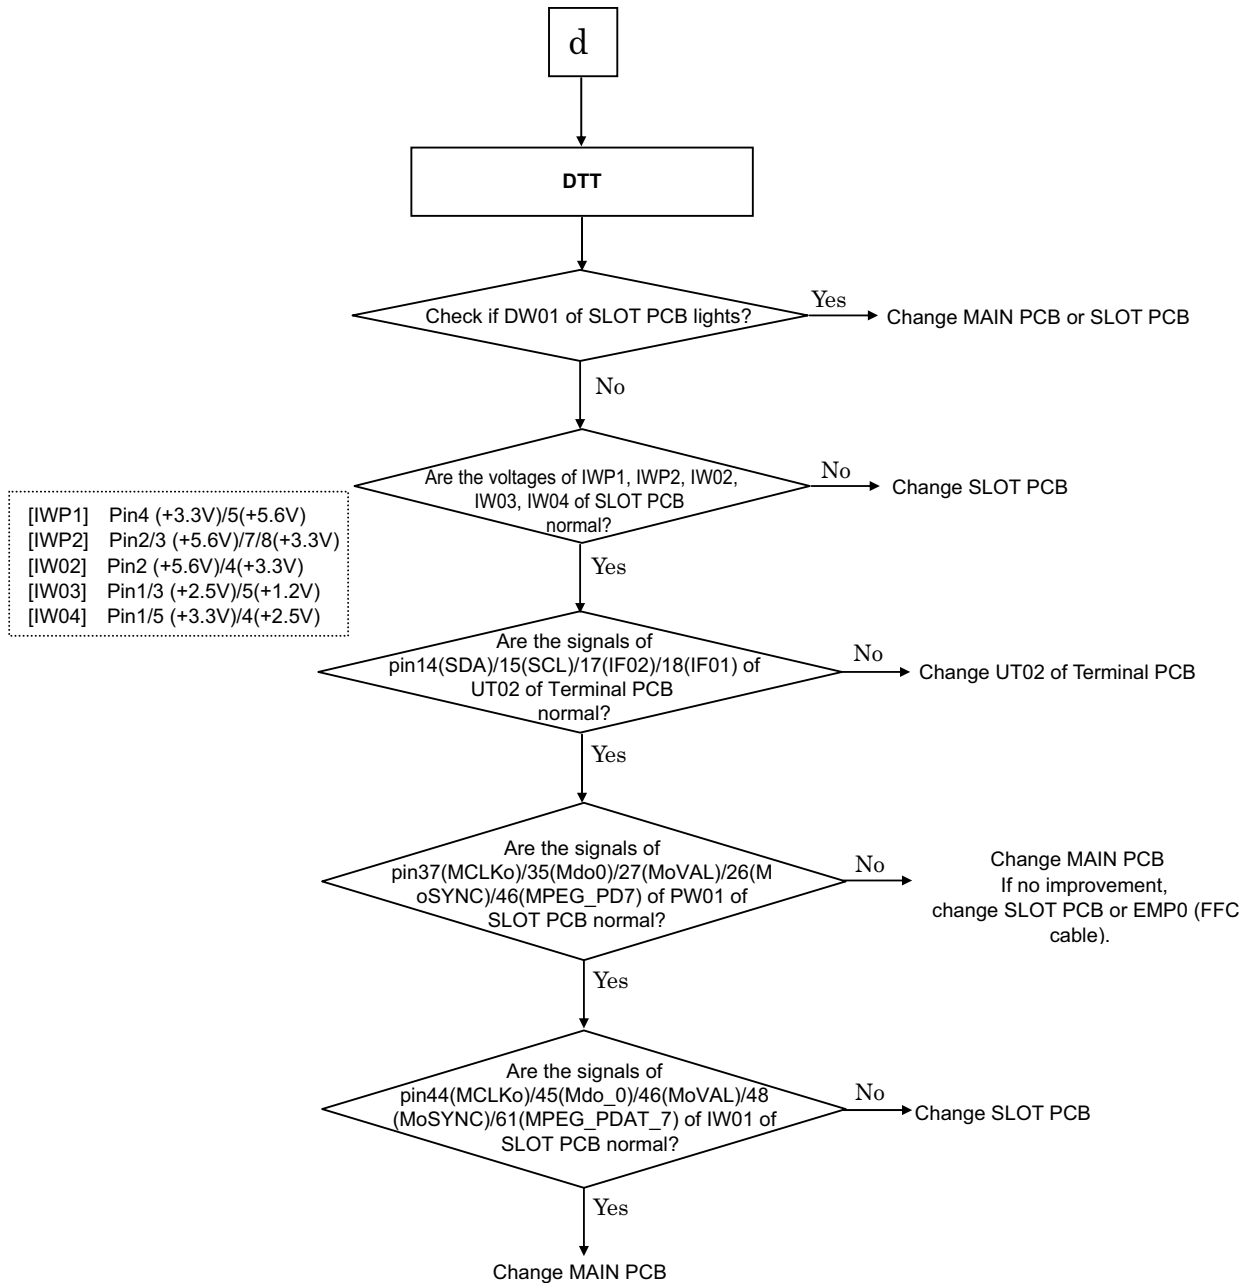 d
DTT
Check if DW01 of SLOT PCB lights?
Yes
Change MAIN PCB or SLOT PCB
No
Are the voltages of IWP1, IWP2, IW02,
IW03, IW04 of SLOT PCB
normal?
No
Change SLOT PCB
[IWP1] Pin4 (+3.3V)/5(+5.6V)
[IWP2] Pin2/3 (+5.6V)/7/8(+3.3V)
[IW02] Pin2 (+5.6V)/4(+3.3V)
[IW03] Pin1/3 (+2.5V)/5(+1.2V)
[IW04] Pin1/5 (+3.3V)/4(+2.5V)
Yes
Are the signals of
pin14(SDA)/15(SCL)/17(IF02)/18(IF01) of
UT02 of Terminal PCB
normal?
No
Change UT02 of Terminal PCB
Yes
Are the signals of
pin37(MCLKo)/35(Mdo0)/27(MoVAL)/26(M
oSYNC)/46(MPEG_PD7) of PW01 of
SLOT PCB normal?
No
Change MAIN PCB
If no improvement,
change SLOT PCB or EMP0 (FFC
cable).
Yes
Are the signals of
pin44(MCLKo)/45(Mdo_0)/46(MoVAL)/48
(MoSYNC)/61(MPEG_PDAT_7) of IW01 of
SLOT PCB normal?
No
Change SLOT PCB
Yes
Change MAIN PCB